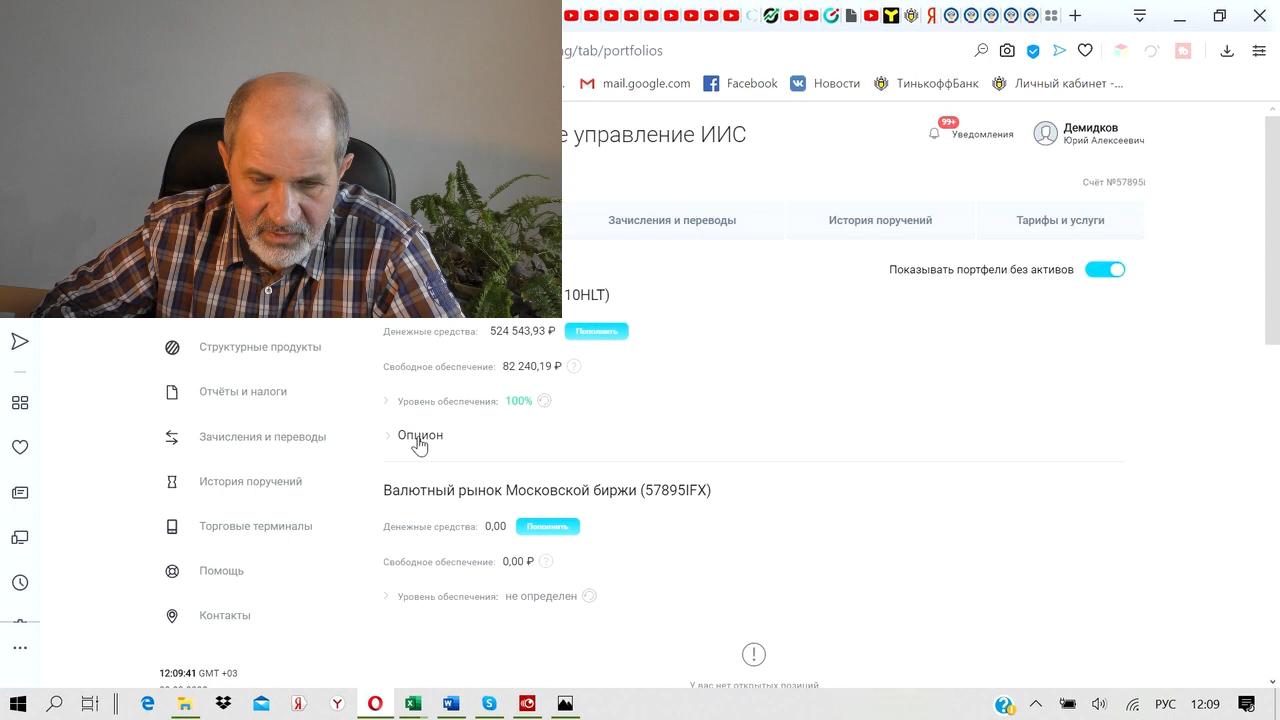 ng/tab/portfolios
mail.google.com
Facebook
Новости
ТинькоффБанк
Личный кабинет -...
е управление ИИС
99+
Уведомления
Демидков
Юрий Алексеевич
Счёт №57895i
Зачисления и переводы
История поручений
Тарифы и услуги
Показывать портфели без активов
10HLT)
Денежные средства: 524 543,93 ₽ Пополнить
Свободное обеспечение: 82 240,19 ₽ ?
Уровень обеспечения: 100%
Опцион
Валютный рынок Московской биржи (57895IFX)
Денежные средства: 0,00 Пополнить
Свободное обеспечение: 0,00 ₽ ?
Уровень обеспечения: не определен
У вас нет открытых позиций
Структурные продукты
Отчёты и налоги
Зачисления и переводы
История поручений
Торговые терминалы
Помощь
Контакты
12:09:41 GMT +03
РУС
12:09